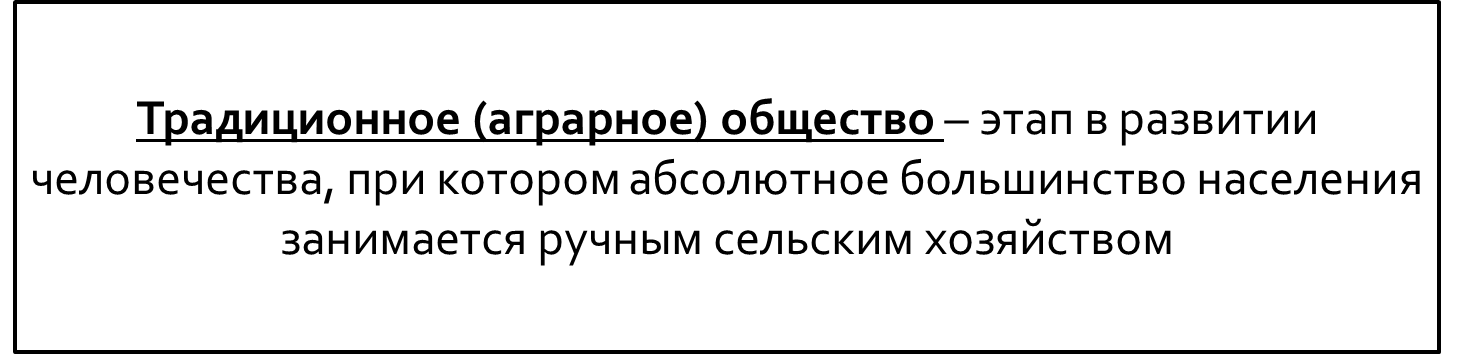 Традиционное (аграрное) общество – этап в развитии
человечества, при котором абсолютное большинство населения
занимается ручным сельским хозяйством